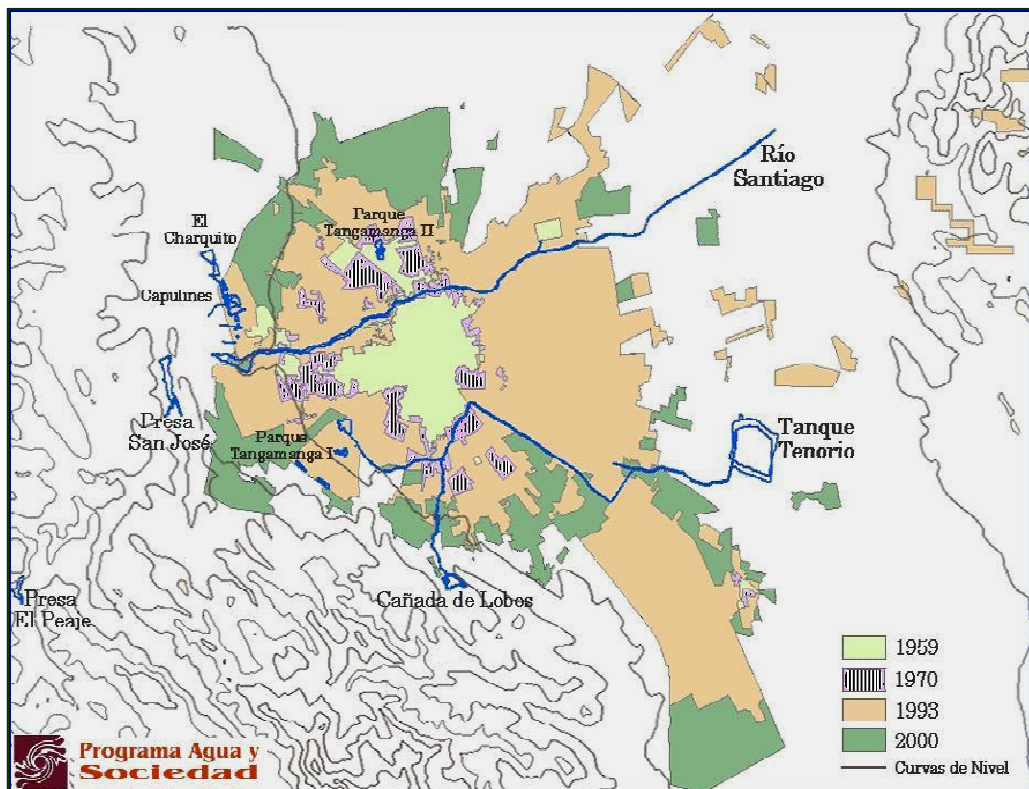 Río
Santiago
El
Charquito
Parque
Tangamanga II
Capulines
Presa
San José
Parque
Tangamanga I
Tanque
Tenorio
Presa
El Peaje
Cañada de Lobos
1959
1970
1993
2000
Curvas de Nivel
Programa Agua y
Sociedad